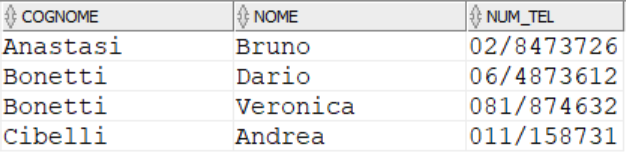 COGNOME NOME NUM_TEL
Anastasi Bruno 02/8473726
Bonetti Dario 06/4873612
Bonetti Veronica 081/874632
Cibelli Andrea 011/158731